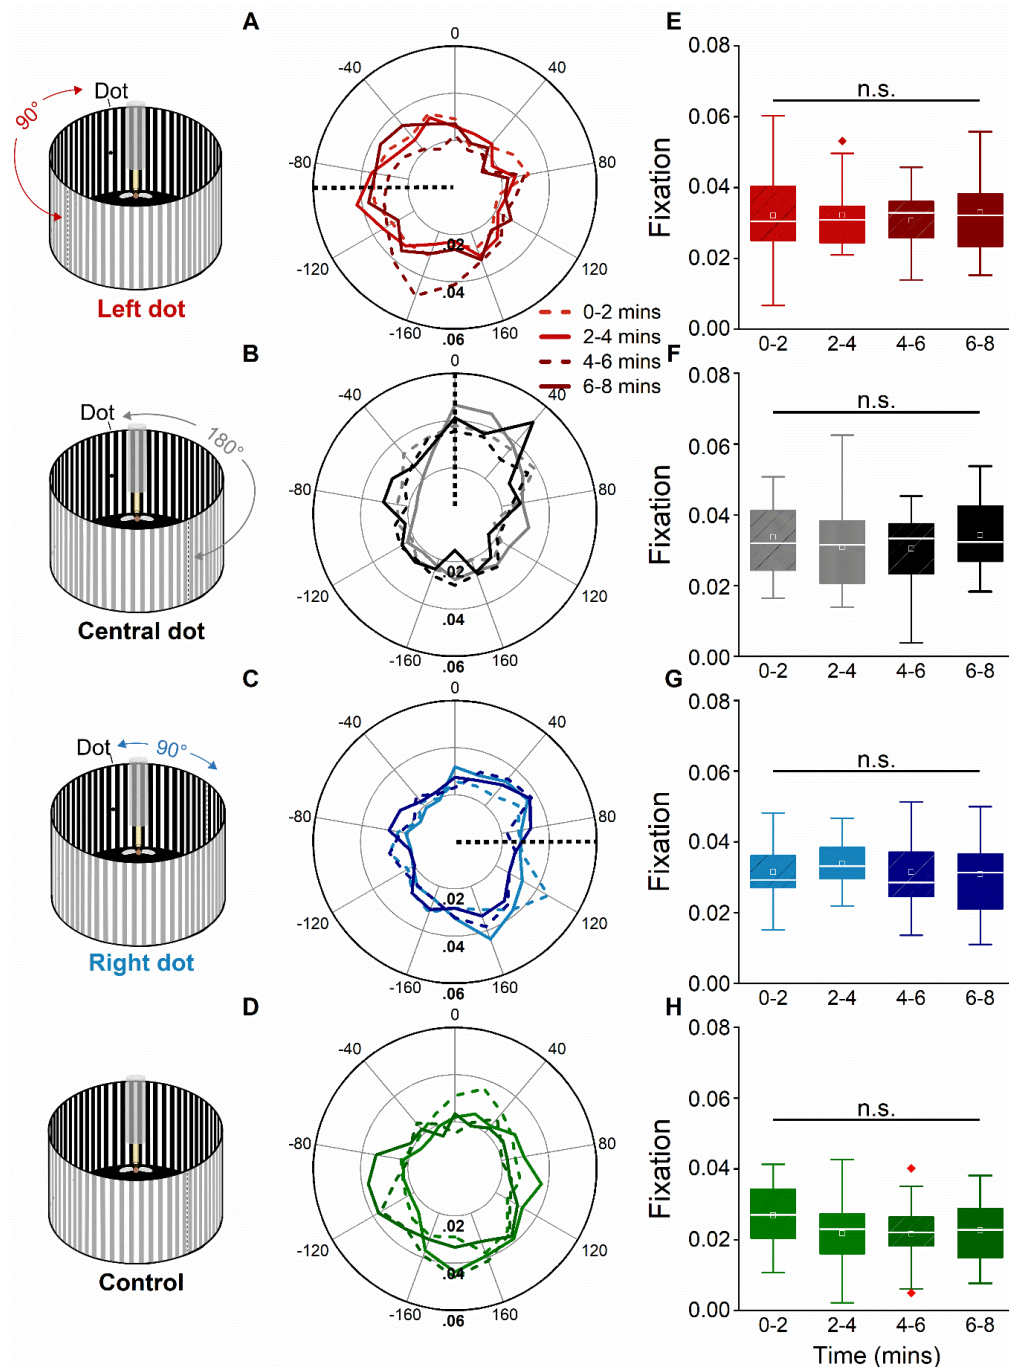 A
E
Dot
90°
Left dot
0
-40
40
-80
80
-120
120
-160
.02
.04
.06
0-2 mins
2-4 mins
4-6 mins
6-8 mins
0.08
n.s.
0.06
Fixation
0.04
0.02
0.00
0-2 2-4 4-6 6-8
B
F
Dot
180°
Central dot
0
-40
40
-80
80
-120
120
-160
160
.02
.04
.06
0.08
n.s.
0.06
Fixation
0.04
0.02
0.00
0-2 2-4 4-6 6-8
C
G
Dot
90°
Right dot
0
-40
40
-80
80
-120
120
-160
160
.02
.04
.06
0.08
n.s.
0.06
Fixation
0.04
0.02
0.00
0-2 2-4 4-6 6-8
D
H
Control
0
-40
40
-80
80
-120
120
-160
160
.02
.04
.06
0.08
n.s.
0.06
Fixation
0.04
0.02
0.00
0-2 2-4 4-6 6-8
Time (mins)